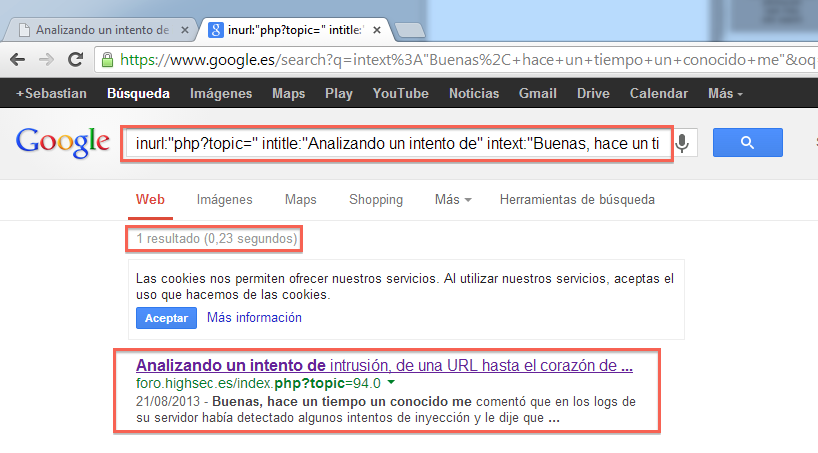 Analizando un intento de
inurl:"php?topic=" intitle:"
https://www.google.es/search?q=intext%3A"Buenas%2C+hace+un+tiempo+un+conocido+me"&oq
+Sebastian Búsqueda Imágenes Maps Play YouTube Noticias Gmail Drive Calendar Más
Google inurl:"php?topic=" intitle:"Analizando un intento de" intext:"Buenas, hace un ti
Web Imágenes Maps Shopping Más Herramientas de búsqueda
1 resultado (0,23 segundos)
Las cookies nos permiten ofrecer nuestros servicios. Al utilizar nuestros servicios, aceptas el
uso que hacemos de las cookies.
Aceptar Más información
Analizando un intento de intrusión, de una URL hasta el corazón de ...
foro.highsec.es/index.php?topic=94.0
21/08/2013 - Buenas, hace un tiempo un conocido me comentó que en los logs de
su servidor había detectado algunos intentos de inyección y le dije que ...